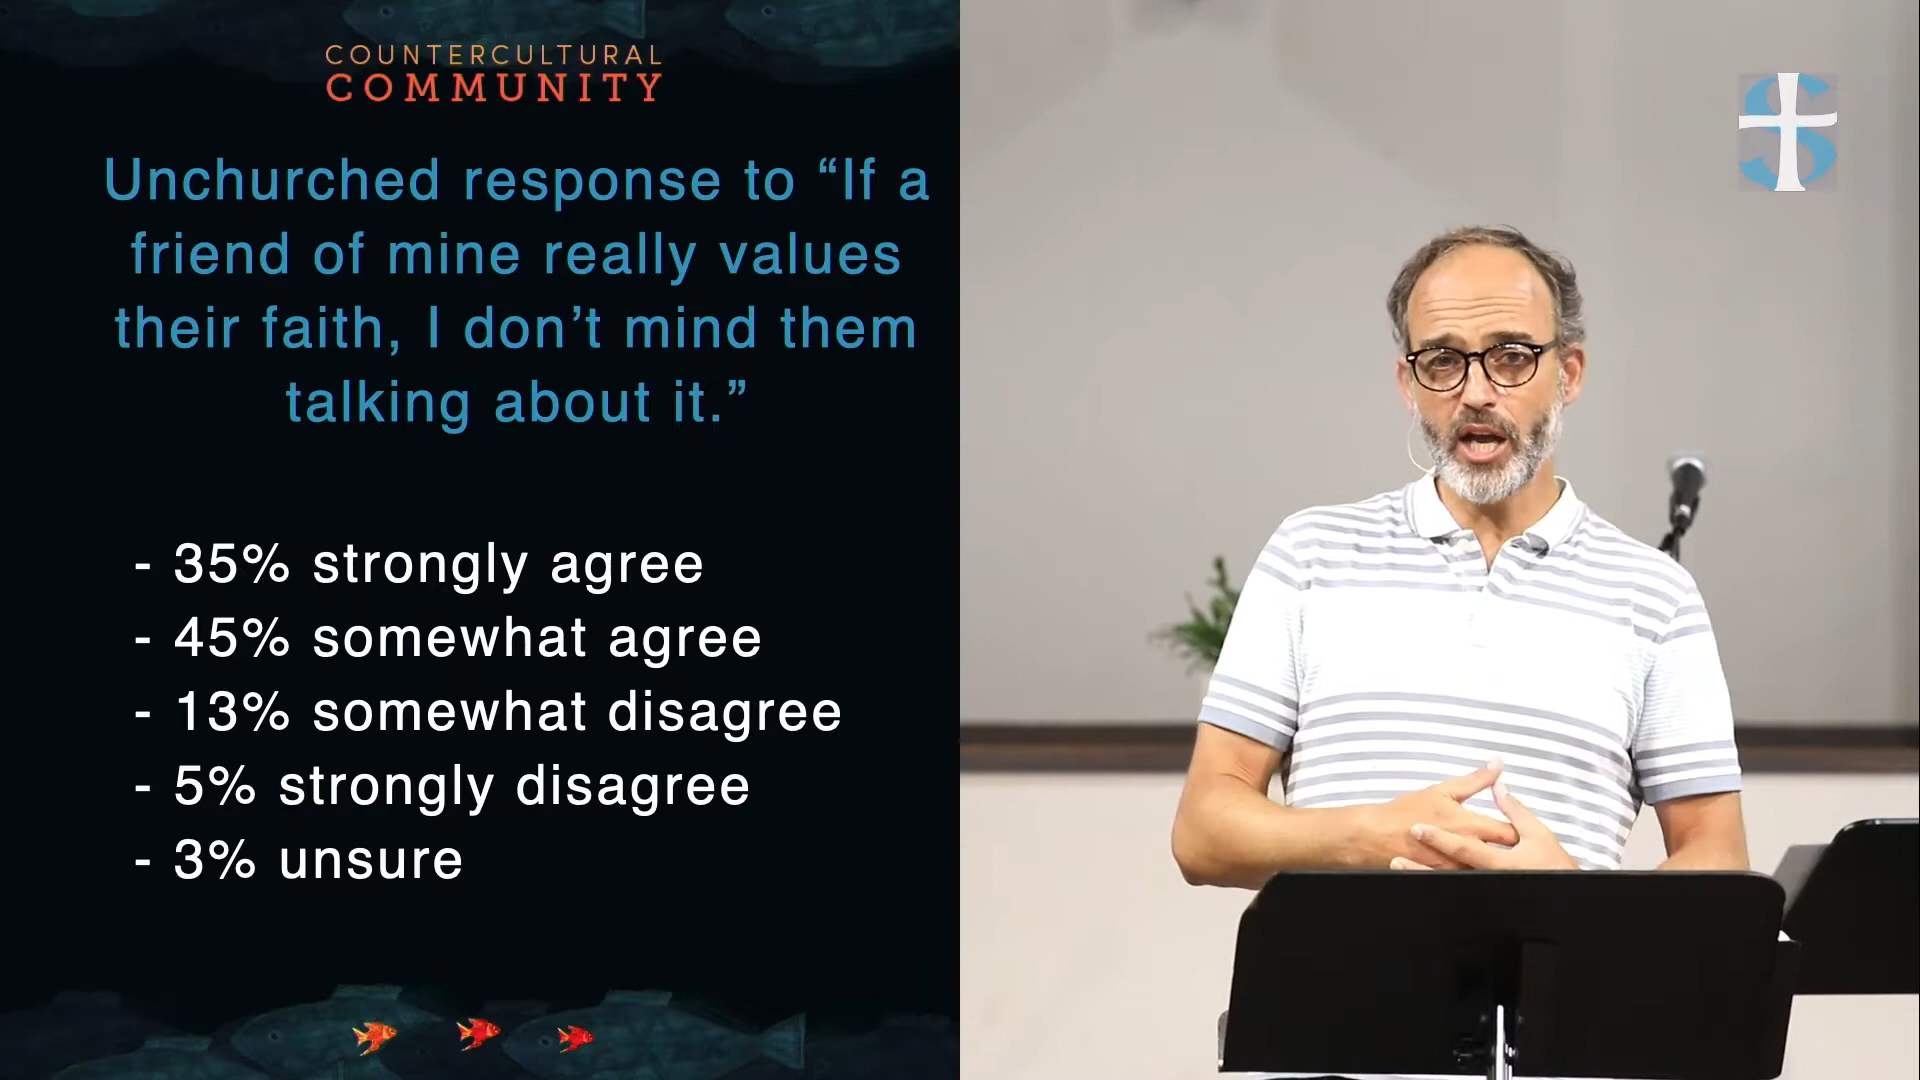 COUNTERCULTURAL
COMMUNITY
Unchurched response to “If a
friend of mine really values
their faith, I don’t mind them
talking about it.”
- 35% strongly agree
- 45% somewhat agree
- 13% somewhat disagree
- 5% strongly disagree
- 3% unsure
S